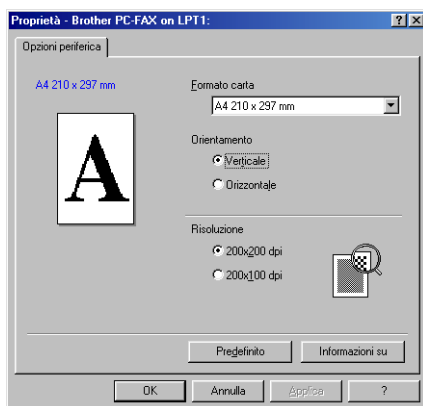 Proprietà - Brother PC-FAX on LPT1:
Opzioni periferica
A4 210 x 297 mm
A
Formato carta
A4 210 x 297 mm
Orientamento
Verticale
Orizzontale
Risoluzione
200x200 dpi
200x100 dpi
Predefinito
Informazioni su
OK
Annulla
Applica
?